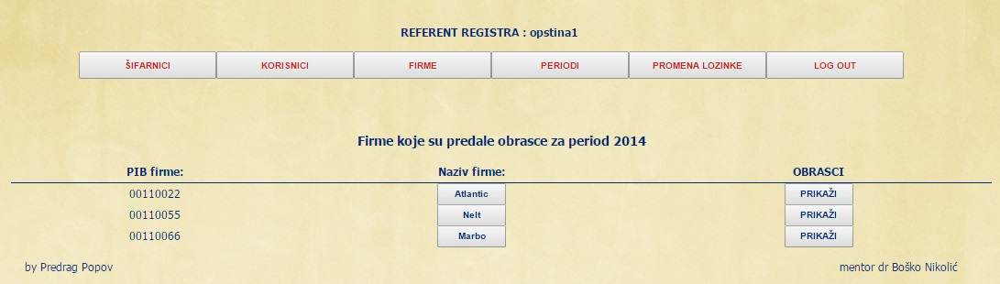 REFERENT REGISTRA : opstina1
ŠIFARNICI KORISNICI FIRME PERIODI PROMENA LOZINKE LOG OUT
Firme koje su predale obrasce za period 2014
PIB firme: Naziv firme: OBRASCI
00110022 Atlantic PRIKAŽI
00110055 Nelt PRIKAŽI
00110066 Marbo PRIKAŽI
by Predrag Popov mentor dr Boško Nikolić